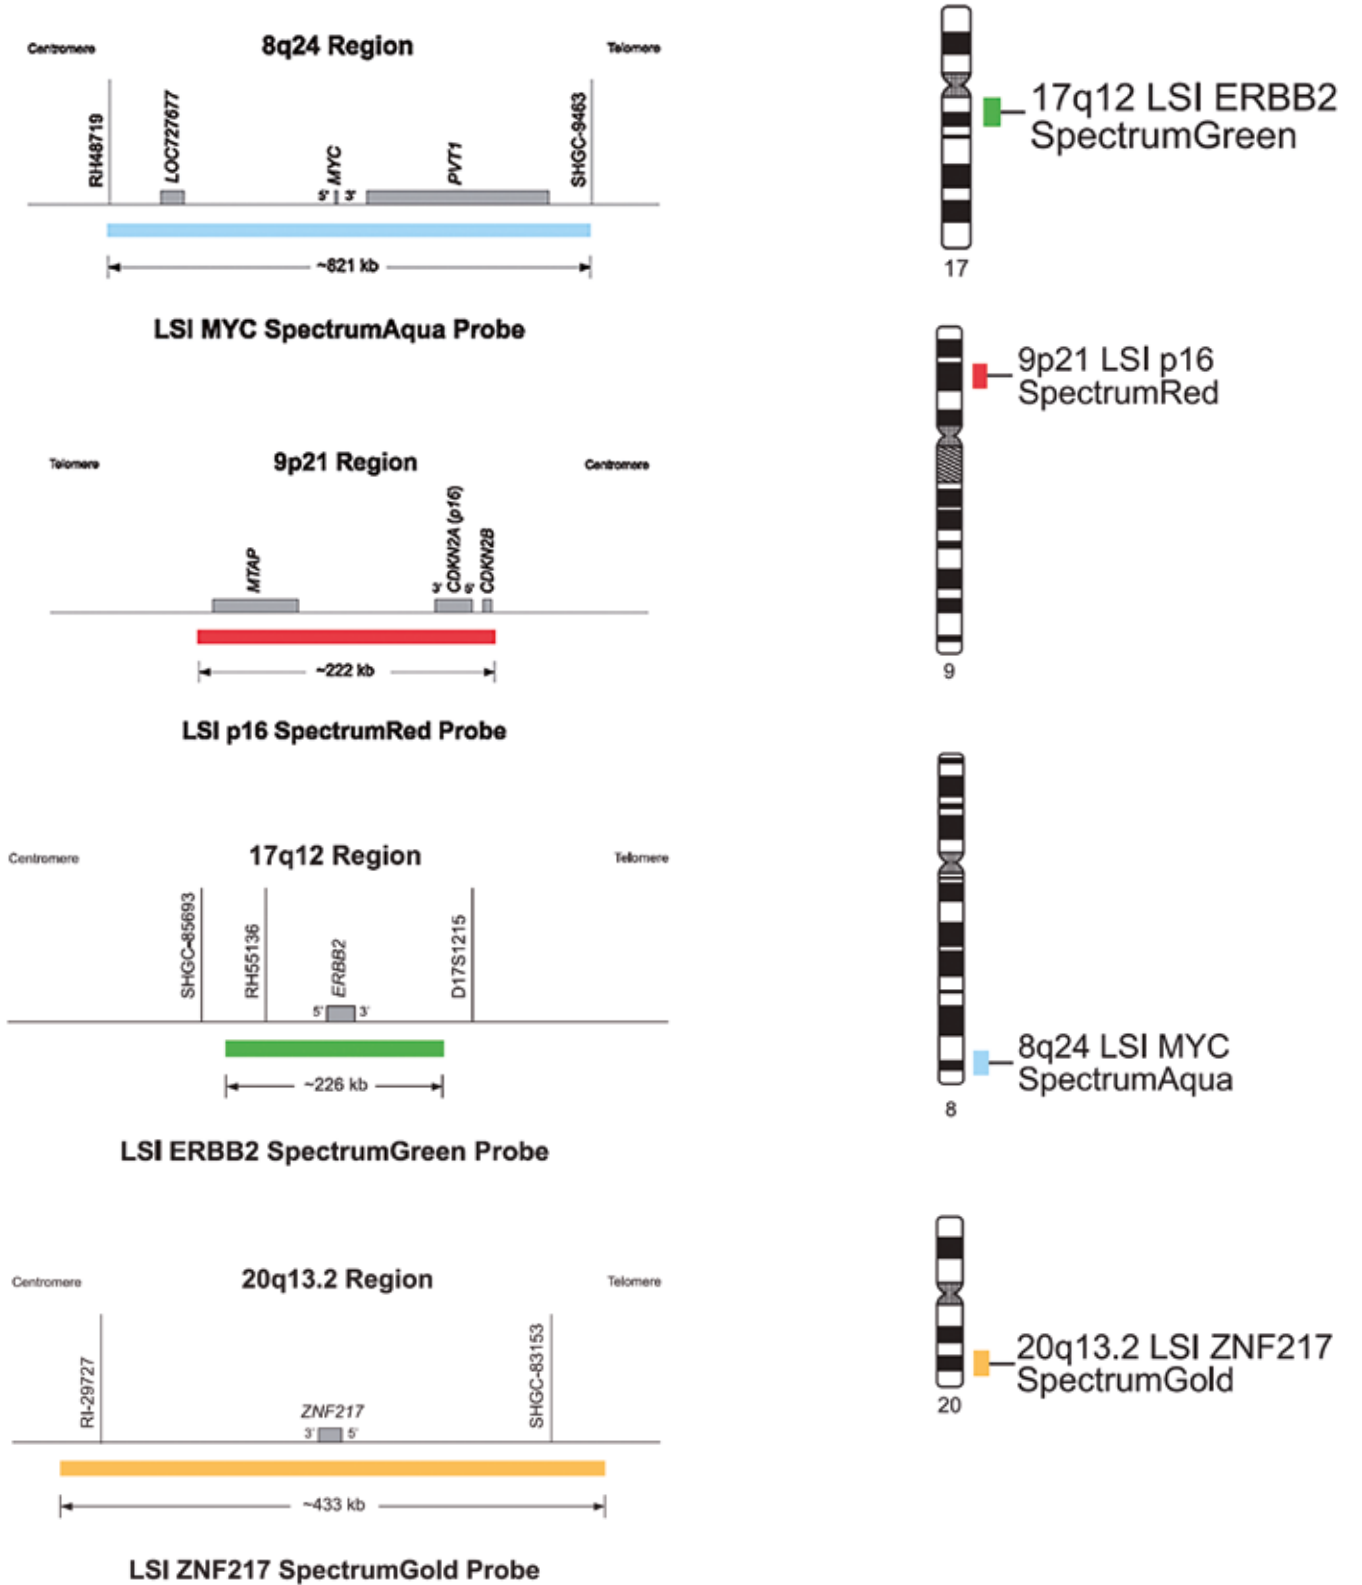 8q24 Region
Centromere
Telomere
RH48719
LOC727677
MYC
PVT1
SHGC-9463
~821 kb
LSI MYC SpectrumAqua Probe
9p21 Region
Telomere
Centromere
MTAP
CDKN2A (p16)
CDKN2B
~222 kb
LSI p16 SpectrumRed Probe
17q12 Region
Centromere
Telomere
SHGC-85693
RH55136
ERBB2
5' 3'
D17S1215
~226 kb
LSI ERBB2 SpectrumGreen Probe
20q13.2 Region
Centromere
Telomere
RI-29727
ZNF217
3' 5'
SHGC-83153
~433 kb
LSI ZNF217 SpectrumGold Probe
17q12 LSI ERBB2
SpectrumGreen
17
9p21 LSI p16
SpectrumRed
9
8q24 LSI MYC
SpectrumAqua
8
20q13.2 LSI ZNF217
SpectrumGold
20